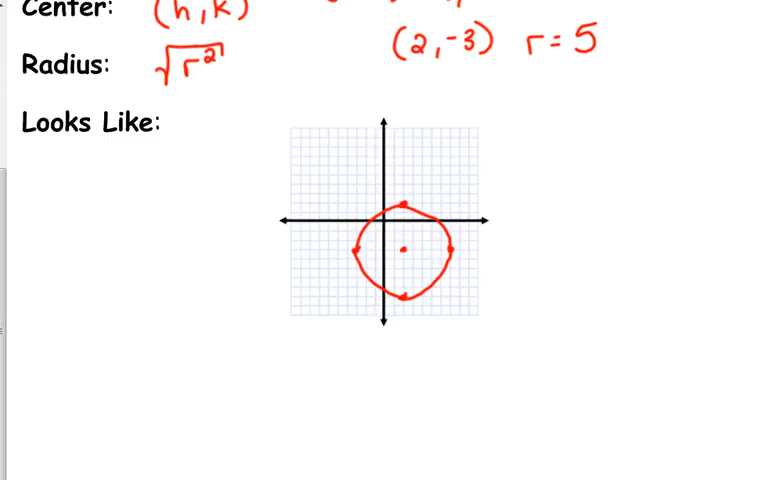 Center: (h,k)
(2,-3) r=5
Radius: √r²
Looks Like: